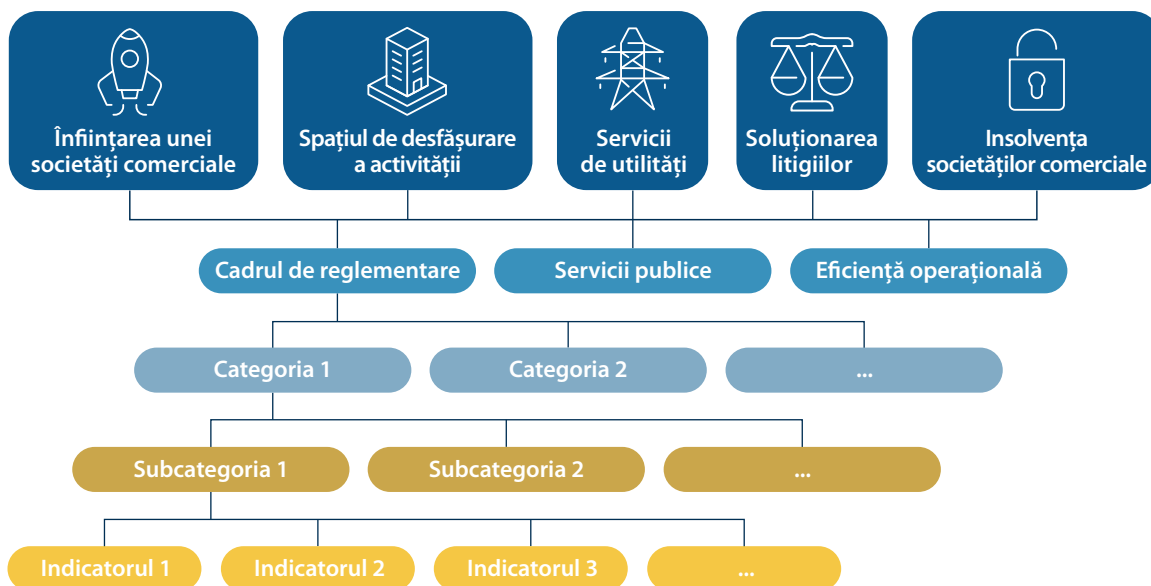 Înființarea unei
societăți comerciale
Spațiul de desfășurare
a activității
Servicii
de utilități
Soluționarea
litigiilor
Insolvența
societăților comerciale
Cadrul de reglementare
Servicii publice
Eficiență operațională
Categoria 1
Categoria 2
...
Subcategoria 1
Subcategoria 2
...
Indicatorul 1
Indicatorul 2
Indicatorul 3
...